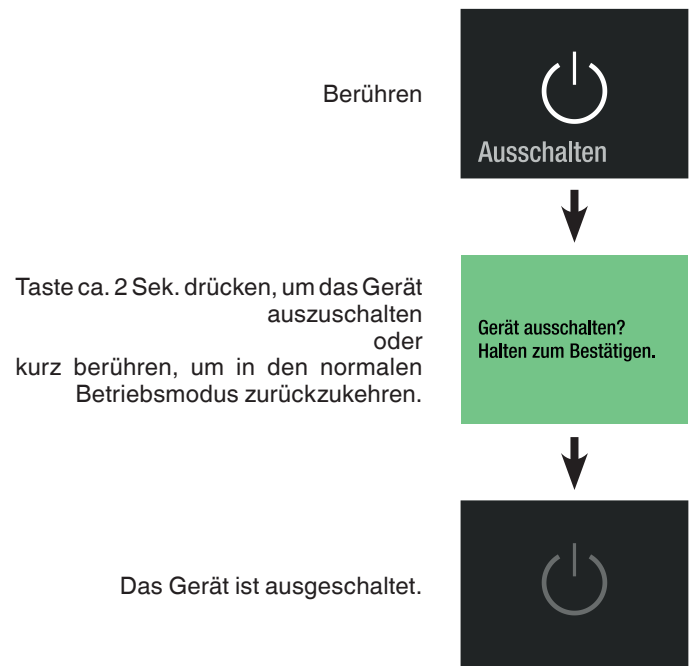 Berühren
Ausschalten
Taste ca. 2 Sek. drücken, um das Gerät
auszuschalten
oder
kurz berühren, um in den normalen
Betriebsmodus zurückzukehren.
Gerät ausschalten?
Halten zum Bestätigen.
Das Gerät ist ausgeschaltet.